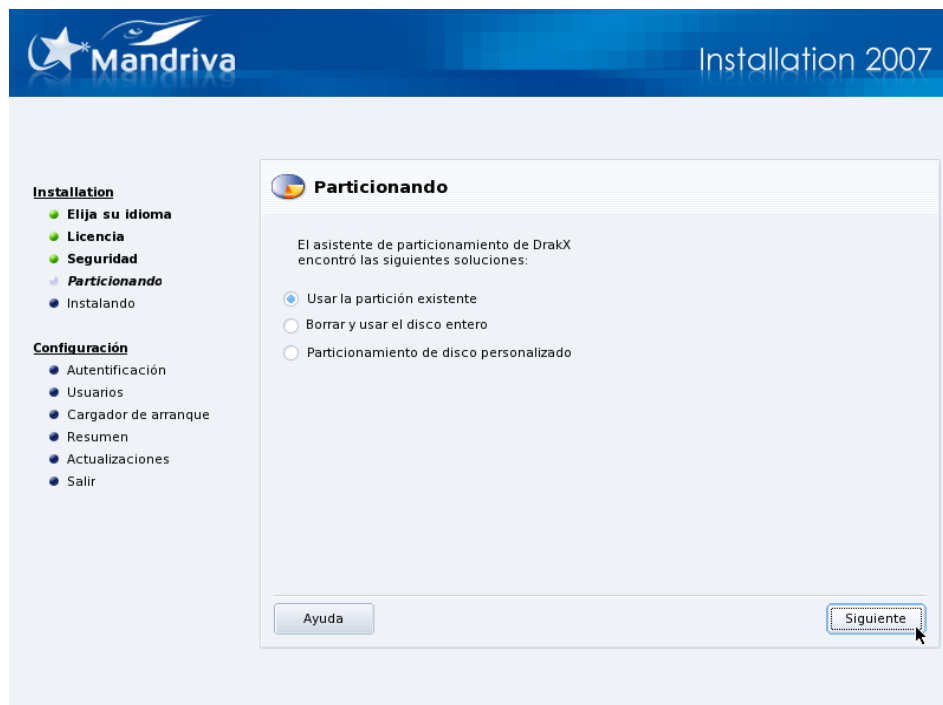 Mandriva
Installation 2007
Installation
Elija su idioma
Licencia
Seguridad
Particionando
Instalando
Configuración
Autentificación
Usuarios
Cargador de arranque
Resumen
Actualizaciones
Salir
Particionando
El asistente de particionamiento de DrakX
encontró las siguientes soluciones:
Usar la partición existente
Borrar y usar el disco entero
Particionamiento de disco personalizado
Ayuda
Siguiente